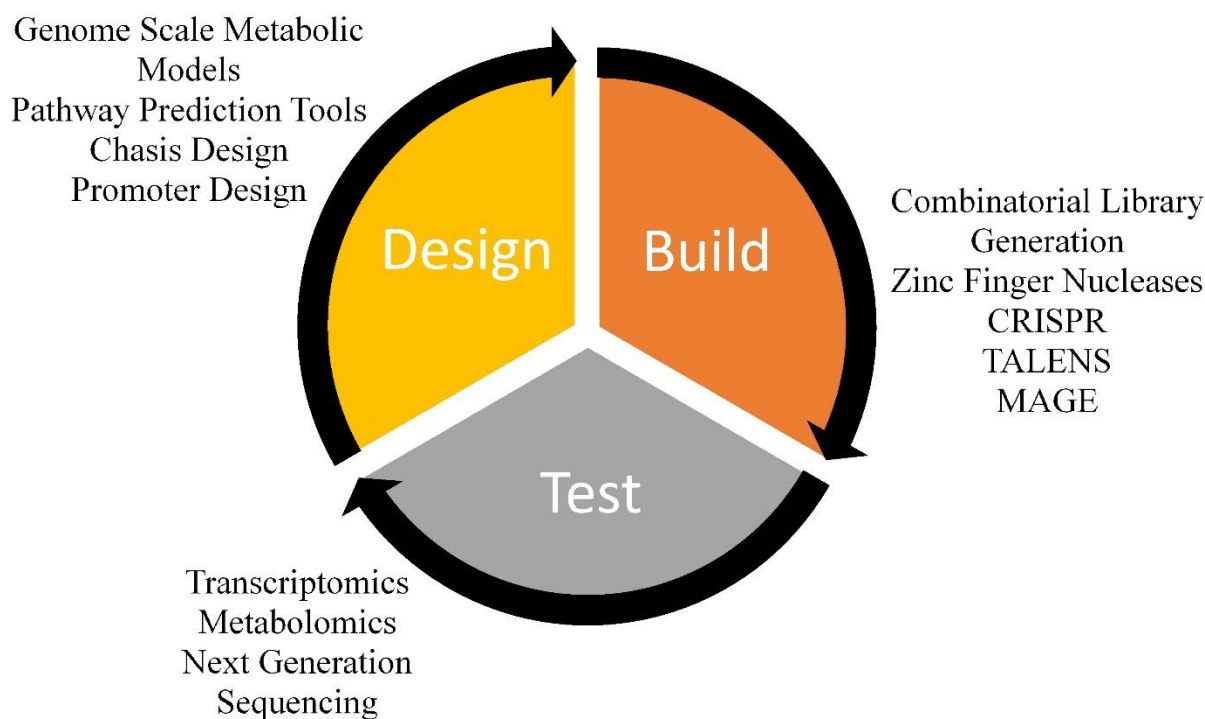 Genome Scale Metabolic
Models
Pathway Prediction Tools
Chasis Design
Promoter Design
Design
Build
Combinatorial Library
Generation
Zinc Finger Nucleases
CRISPR
TALENS
MAGE
Test
Transcriptomics
Metabolomics
Next Generation
Sequencing